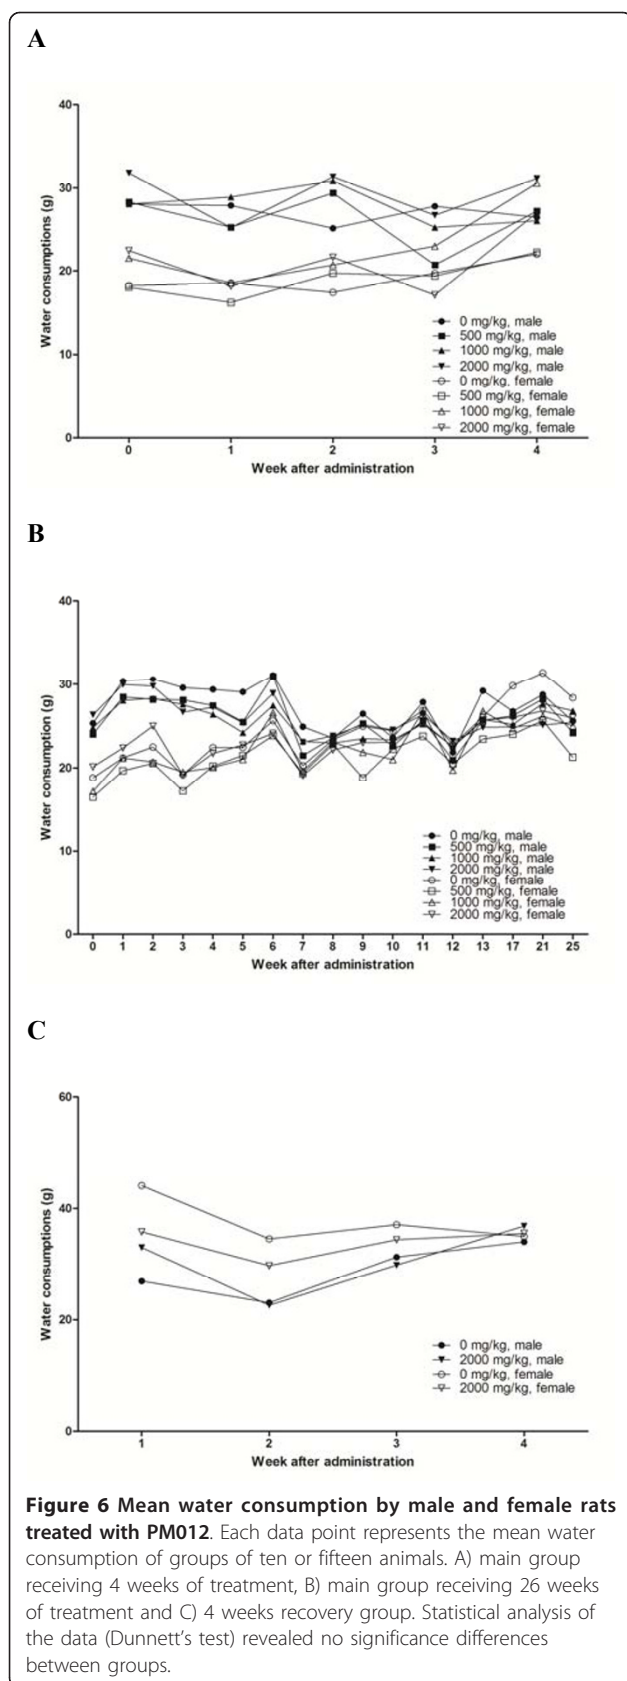 A
40
30
20
10
0
Water consumptions (g)
0 mg/kg, male
500 mg/kg, male
1000 mg/kg, male
2000 mg/kg, male
0 mg/kg, female
500 mg/kg, female
1000 mg/kg, female
2000 mg/kg, female
0 1 2 3 4
Week after administration
B
40
30
20
10
0
Water consumptions (g)
0 mg/kg, male
500 mg/kg, male
1000 mg/kg, male
2000 mg/kg, male
0 mg/kg, female
500 mg/kg, female
1000 mg/kg, female
2000 mg/kg, female
0 1 2 3 4 5 6 7 8 9 10 11 12 13 17 21 25
Week after administration
C
60
40
20
0
Water consumptions (g)
0 mg/kg, male
2000 mg/kg, male
0 mg/kg, female
2000 mg/kg, female
1 2 3 4
Week after administration
Figure 6 Mean water consumption by male and female rats
treated with PM012. Each data point represents the mean water
consumption of groups of ten or fifteen animals. A) main group
receiving 4 weeks of treatment, B) main group receiving 26 weeks
of treatment and C) 4 weeks recovery group. Statistical analysis of
the data (Dunnett's test) revealed no significance differences
between groups.